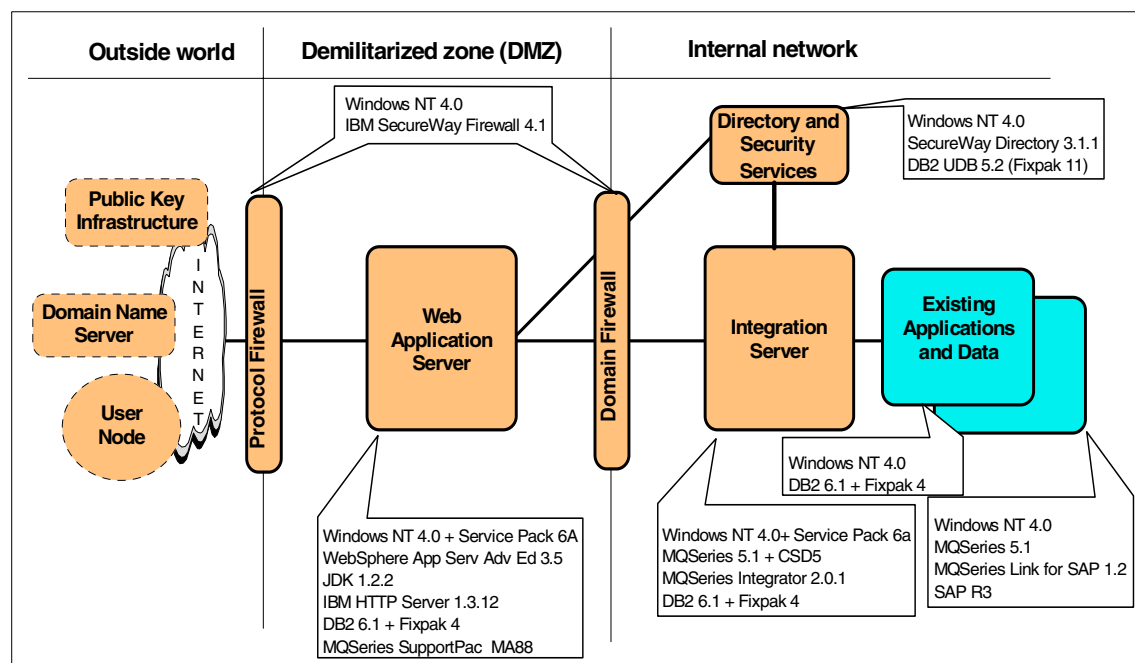 Outside world
Demilitarized zone (DMZ)
Internal network
Windows NT 4.0
IBM SecureWay Firewall 4.1
Directory and
Security
Services
Windows NT 4.0
SecureWay Directory 3.1.1
DB2 UDB 5.2 (Fixpak 11)
Public Key
Infrastructure
Domain Name
Server
User
Node
INTERNET
Protocol Firewall
Web
Application
Server
Domain Firewall
Integration
Server
Existing
Applications
and Data
Windows NT 4.0
DB2 6.1 + Fixpak 4
Windows NT 4.0 + Service Pack 6A
WebSphere App Serv Adv Ed 3.5
JDK 1.2.2
IBM HTTP Server 1.3.12
DB2 6.1 + Fixpak 4
MQSeries SupportPac MA88
Windows NT 4.0+ Service Pack 6a
MQSeries 5.1 + CSD5
MQSeries Integrator 2.0.1
DB2 6.1 + Fixpak 4
Windows NT 4.0
MQSeries 5.1
MQSeries Link for SAP 1.2
SAP R3